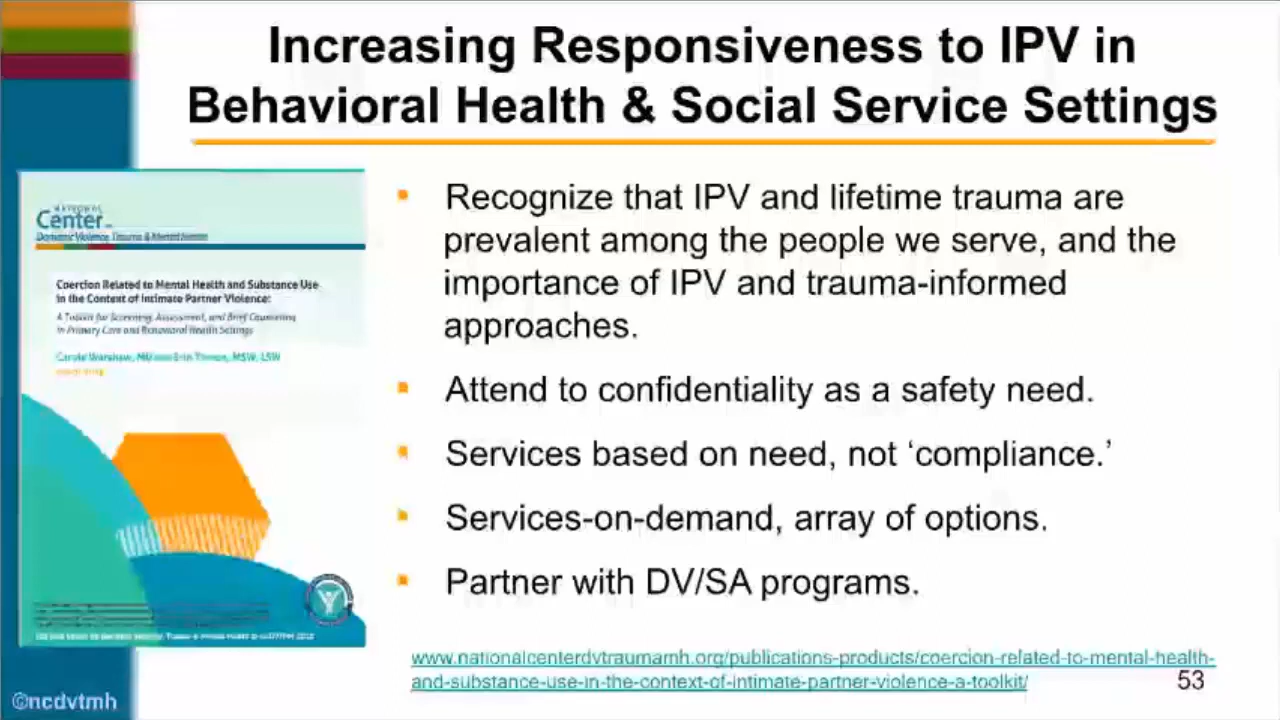 Increasing Responsiveness to IPV in
Behavioral Health & Social Service Settings
NATIONAL
Center
Domestic Violence, Trauma & Mental Health
Coercion Related to Mental Health and Substance Use
in the Context of Intimate Partner Violence:
A Toolkit for Screening, Assessment, and Brief Counseling
in Primary Care and Behavioral Health Settings
Carole Warshaw, MD and Erin Tinnon, MSW, LSW
▪ Recognize that IPV and lifetime trauma are
prevalent among the people we serve, and the
importance of IPV and trauma-informed
approaches.
▪ Attend to confidentiality as a safety need.
▪ Services based on need, not ‘compliance.’
▪ Services-on-demand, array of options.
▪ Partner with DV/SA programs.
www.nationalcenterdvtraumamh.org/publications-products/coercion-related-to-mental-health-
and-substance-use-in-the-context-of-intimate-partner-violence-a-toolkit/
53
©ncdvtmh